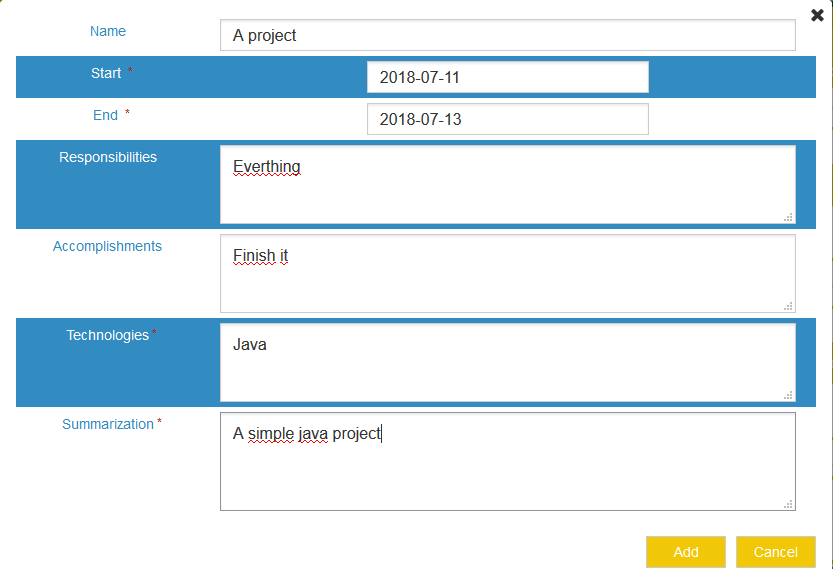 Name A project
Start * 2018-07-11
End * 2018-07-13
Responsibilities Everthing
Accomplishments Finish it
Technologies * Java
Summarization * A simple java project
Add Cancel